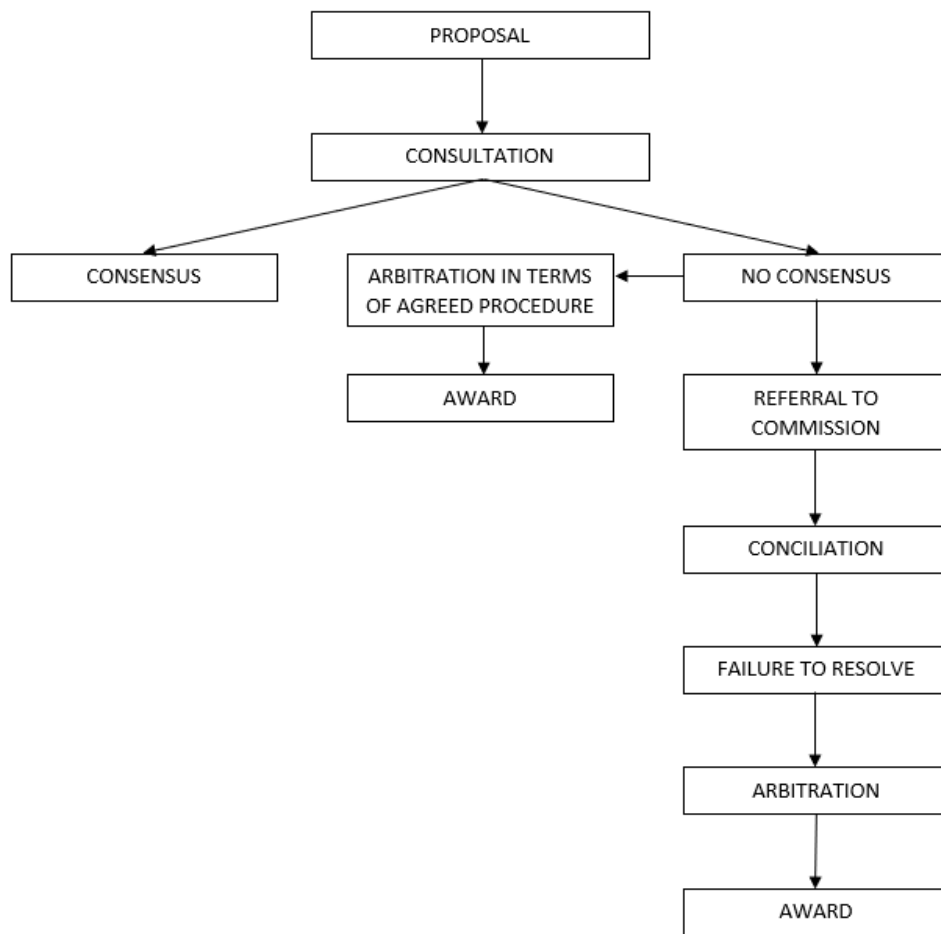 PROPOSAL
CONSULTATION
CONSENSUS
ARBITRATION IN TERMS
OF AGREED PROCEDURE
NO CONSENSUS
AWARD
REFERRAL TO
COMMISSION
CONCILIATION
FAILURE TO RESOLVE
ARBITRATION
AWARD